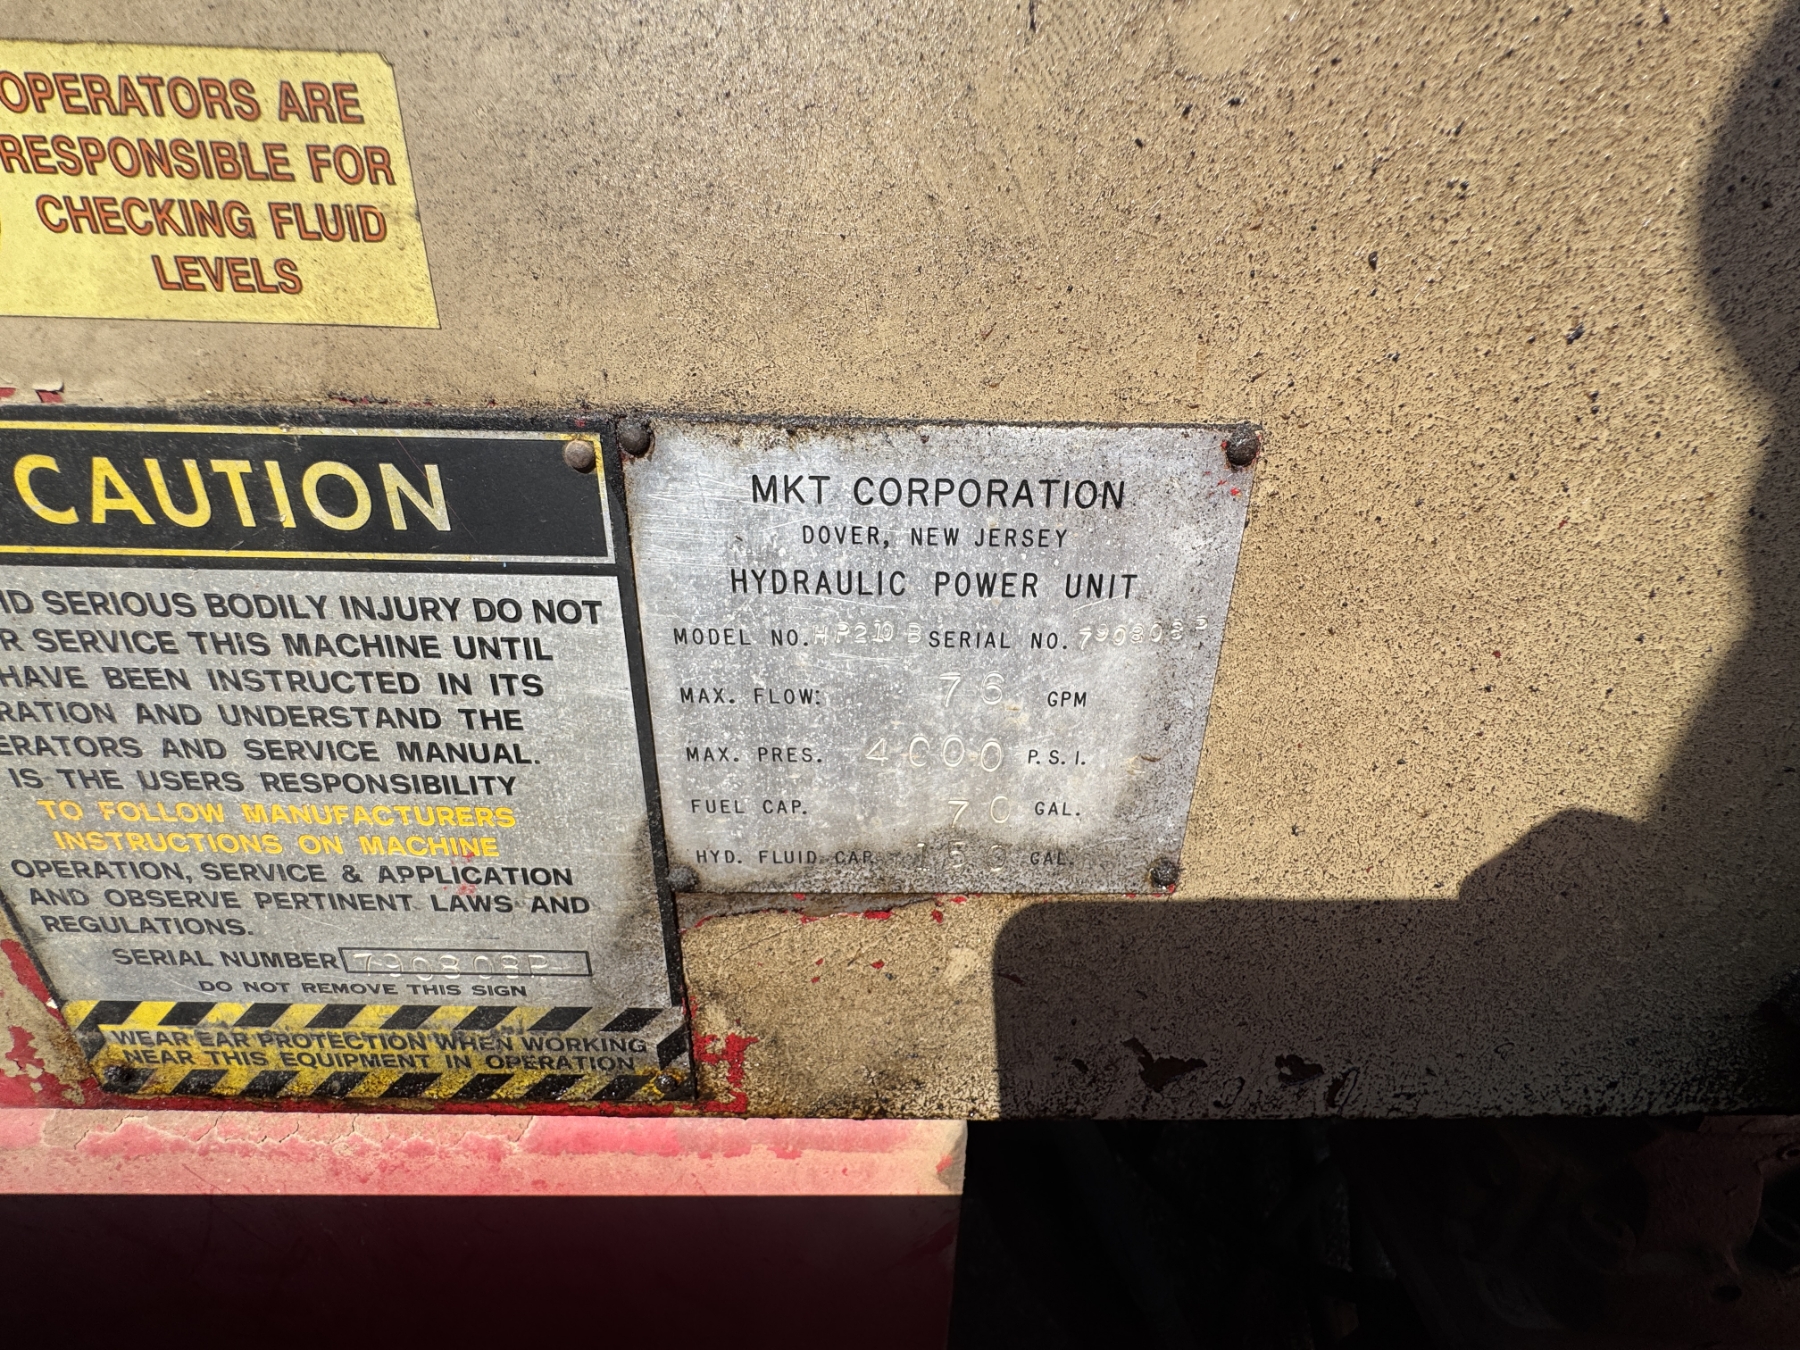 OPERATORS ARE
RESPONSIBLE FOR
CHECKING FLUID
LEVELS
CAUTION
ID SERIOUS BODILY INJURY DO NOT
R SERVICE THIS MACHINE UNTIL
HAVE BEEN INSTRUCTED IN ITS
RATION AND UNDERSTAND THE
ERATORS AND SERVICE MANUAL.
IS THE USERS RESPONSIBILITY
TO FOLLOW MANUFACTURERS
INSTRUCTIONS ON MACHINE
OPERATION, SERVICE & APPLICATION
AND OBSERVE PERTINENT LAWS AND
REGULATIONS.
SERIAL NUMBER 790808P
DO NOT REMOVE THIS SIGN
WEAR EAR PROTECTION WHEN WORKING
NEAR THIS EQUIPMENT IN OPERATION
MKT CORPORATION
DOVER, NEW JERSEY
HYDRAULIC POWER UNIT
MODEL NO. SERIAL NO. 790808P
MAX. FLOW: 76 GPM
MAX. PRES. 4000 P.S.I.
FUEL CAP. 70 GAL.
HYD. FLUID CAP. GAL.